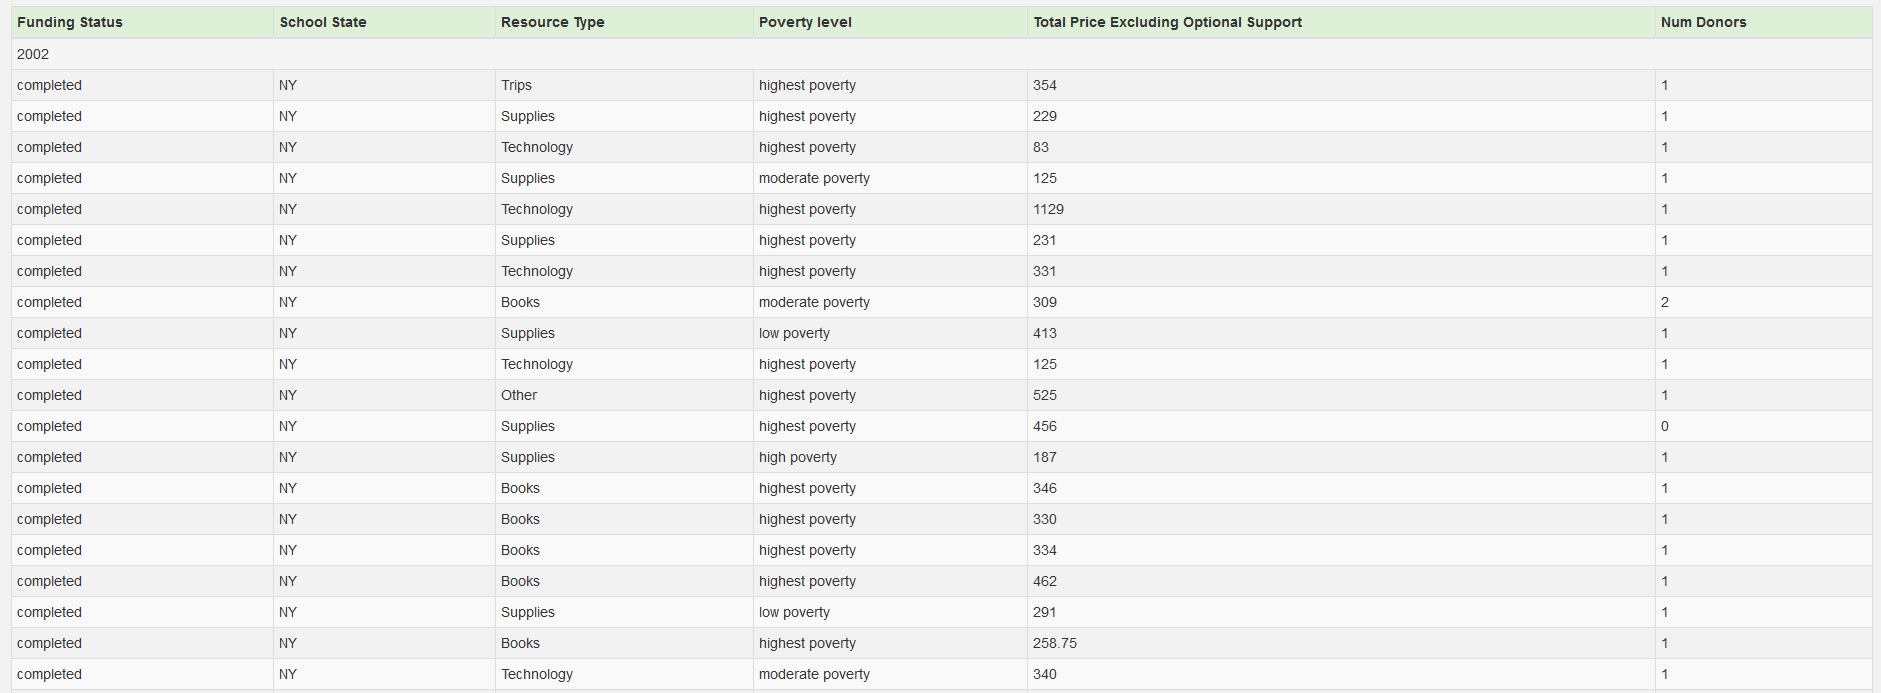 Funding Status School State Resource Type Poverty level Total Price Excluding Optional Support Num Donors
2002
completed NY Trips highest poverty 354 1
completed NY Supplies highest poverty 229 1
completed NY Technology highest poverty 83 1
completed NY Supplies moderate poverty 125 1
completed NY Technology highest poverty 1129 1
completed NY Supplies highest poverty 231 1
completed NY Technology highest poverty 331 1
completed NY Books moderate poverty 309 2
completed NY Supplies low poverty 413 1
completed NY Technology highest poverty 125 1
completed NY Other highest poverty 525 1
completed NY Supplies highest poverty 456 0
completed NY Supplies high poverty 187 1
completed NY Books highest poverty 346 1
completed NY Books highest poverty 330 1
completed NY Books highest poverty 334 1
completed NY Books highest poverty 462 1
completed NY Supplies low poverty 291 1
completed NY Books highest poverty 258.75 1
completed NY Technology moderate poverty 340 1